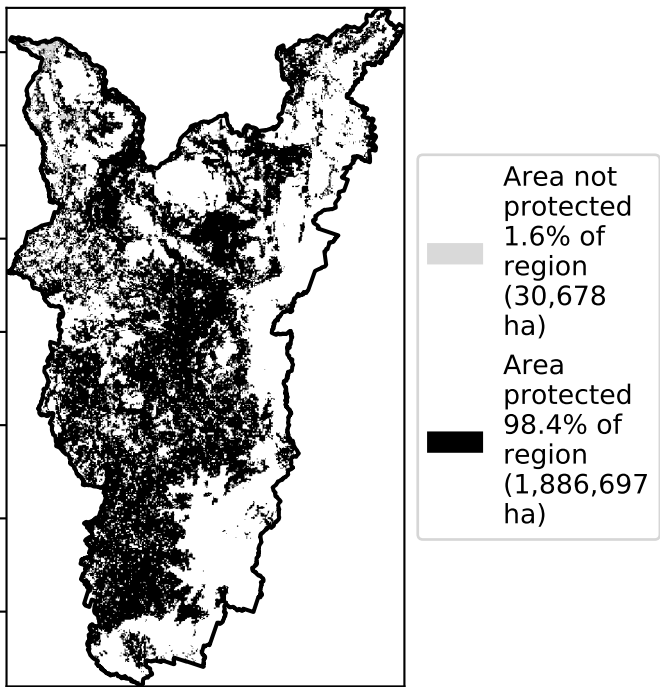 Area not
protected
1.6% of
region
(30,678
ha)
Area
protected
98.4% of
region
(1,886,697
ha)